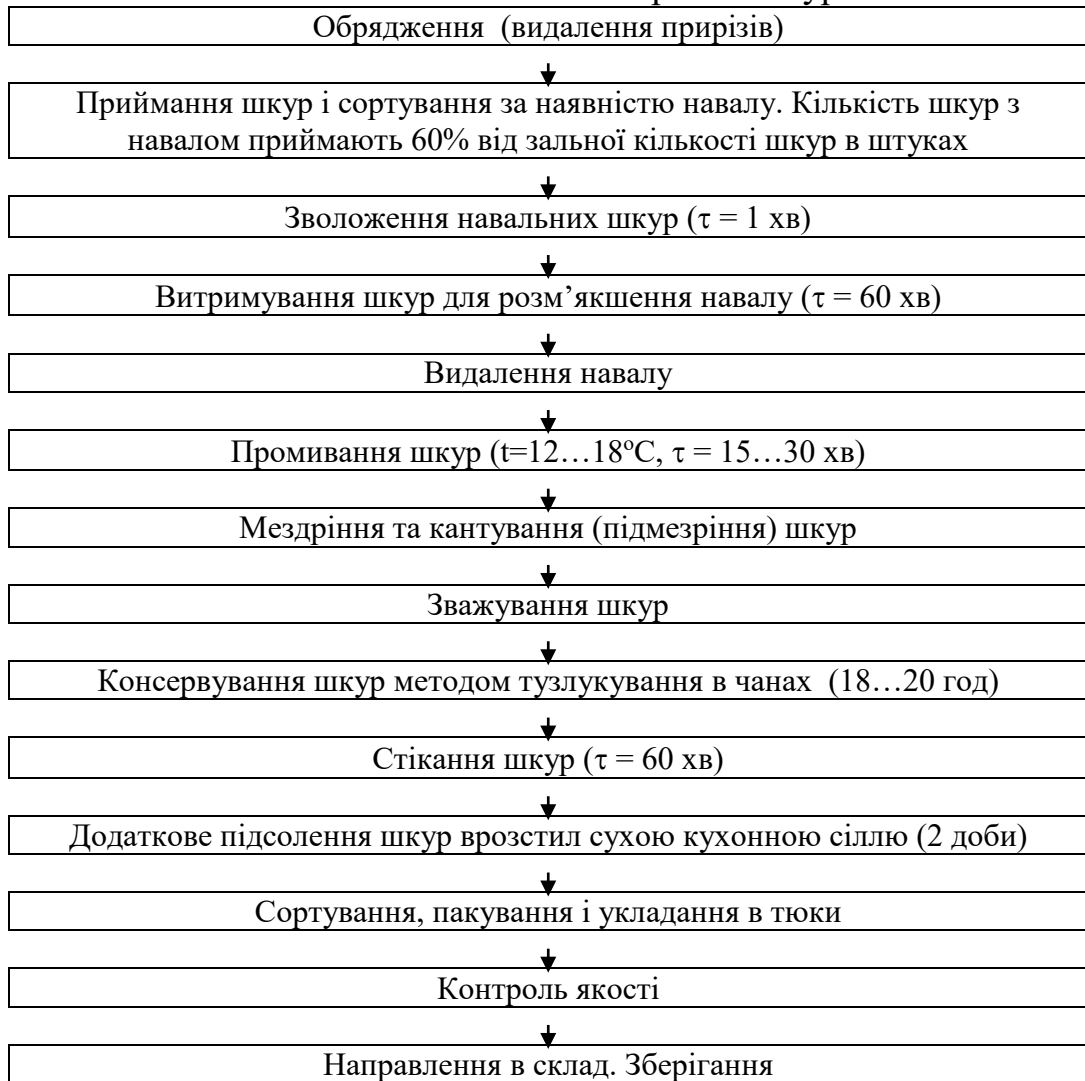 Обрядження (видалення прирізів)
Приймання шкур і сортування за наявністю навалу. Кількість шкур з
навалом приймають 60% від зальної кількості шкур в штуках
Зволоження навальних шкур (τ = 1 хв)
Витримування шкур для розм’якшення навалу (τ = 60 хв)
Видалення навалу
Промивання шкур (t=12…18ºС, τ = 15…30 хв)
Мездріння та кантування (підмезріння) шкур
Зважування шкур
Консервування шкур методом тузлукування в чанах (18…20 год)
Стікання шкур (τ = 60 хв)
Додаткове підсолення шкур врозстил сухою кухонною сіллю (2 доби)
Сортування, пакування і укладання в тюки
Контроль якості
Направлення в склад. Зберігання